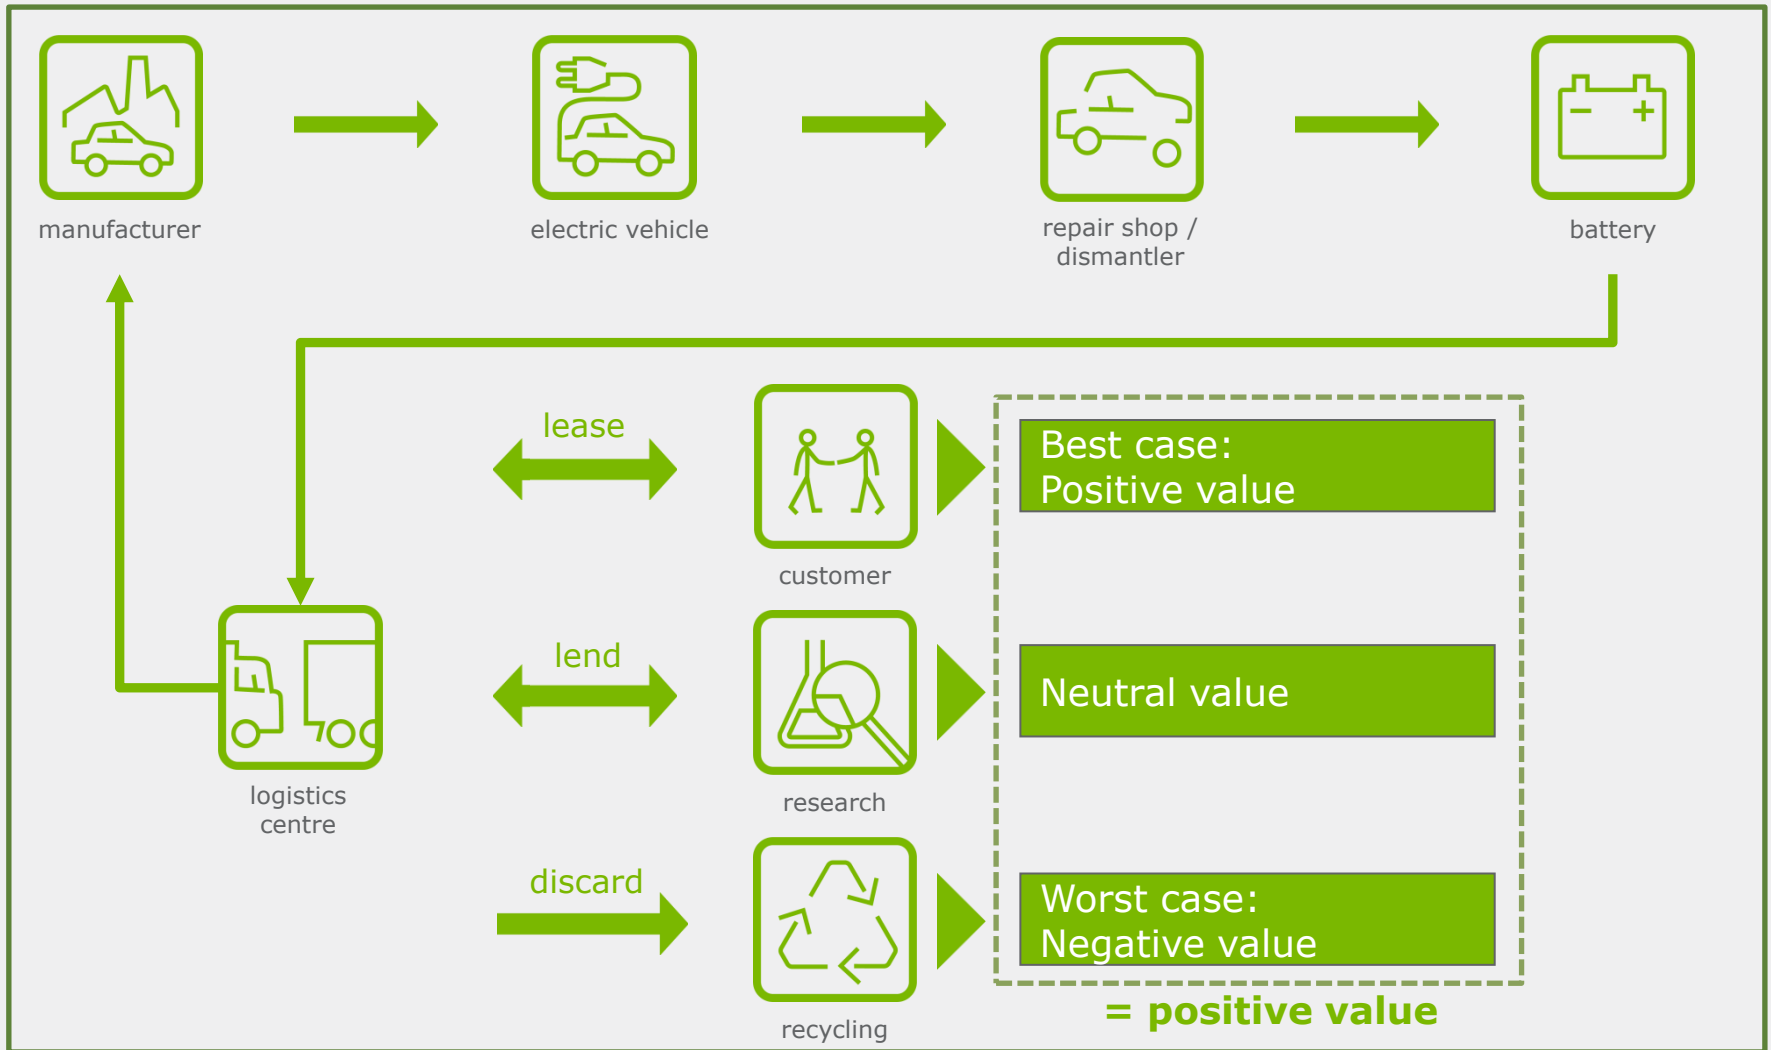 manufacturer
electric vehicle
repair shop /
dismantler
battery
lease
customer
Best case:
Positive value
lend
research
Neutral value
logistics
centre
discard
recycling
Worst case:
Negative value
= positive value